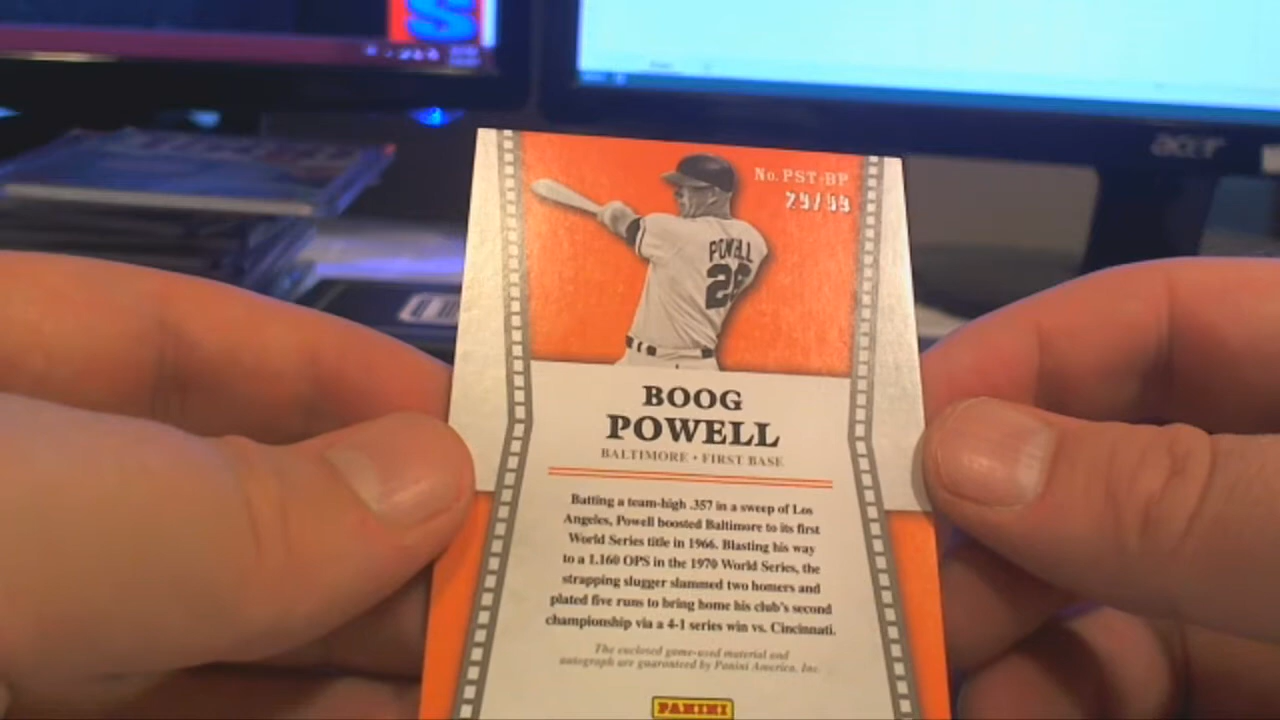 acer
No. PST-BP
POWELL
BOOG
POWELL
BALTIMORE • FIRST BASE
Batting a team-high .357 in a sweep of Los
Angeles, Powell boosted Baltimore to its first
World Series title in 1966. Blasting his way
to a 1.160 OPS in the 1970 World Series, the
strapping slugger slammed two homers and
plated five runs to bring home his club's second
championship via a 4-1 series win vs. Cincinnati.
The enclosed game-used material and
autograph are guaranteed by Panini America, Inc.
PANINI